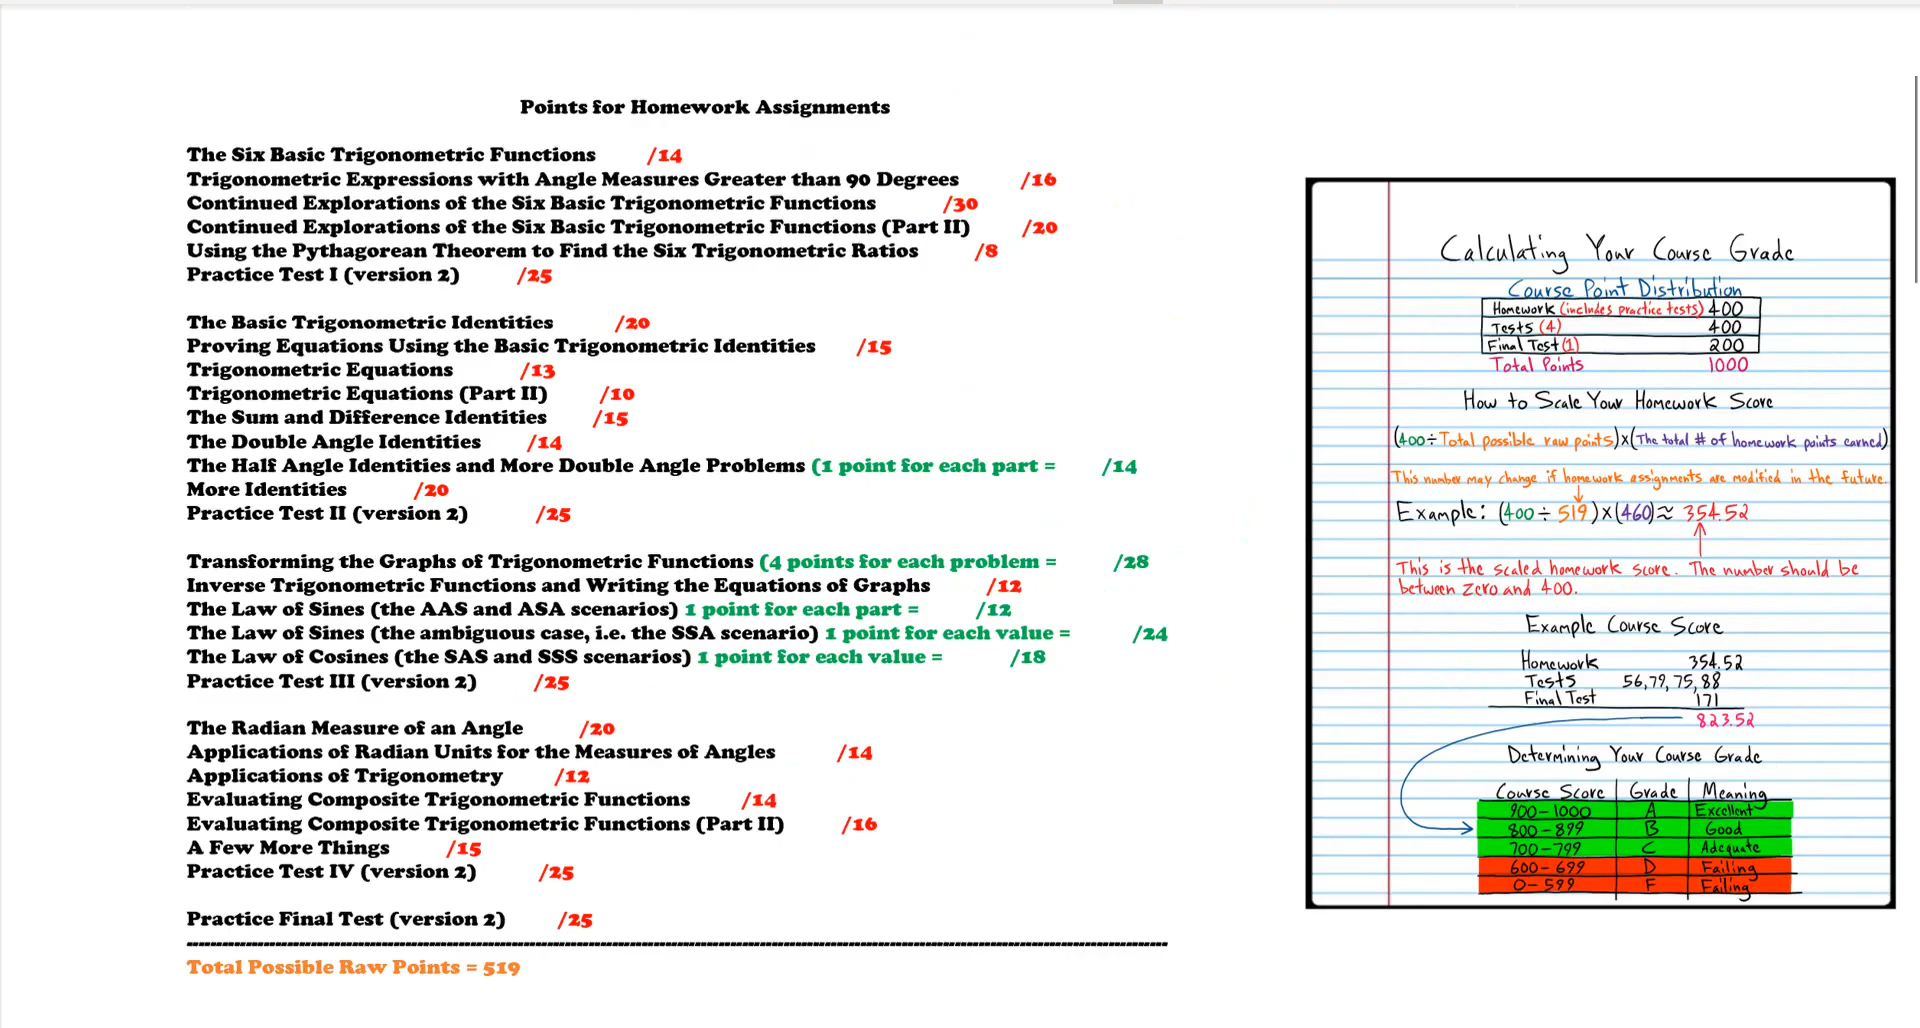 Points for Homework Assignments
The Six Basic Trigonometric Functions /14
Trigonometric Expressions with Angle Measures Greater than 90 Degrees /16
Continued Explorations of the Six Basic Trigonometric Functions /30
Continued Explorations of the Six Basic Trigonometric Functions (Part II) /20
Using the Pythagorean Theorem to Find the Six Trigonometric Ratios /8
Practice Test I (version 2) /25
The Basic Trigonometric Identities /20
Proving Equations Using the Basic Trigonometric Identities /15
Trigonometric Equations /13
Trigonometric Equations (Part II) /10
The Sum and Difference Identities /15
The Double Angle Identities /14
The Half Angle Identities and More Double Angle Problems (1 point for each part = /14
More Identities /20
Practice Test II (version 2) /25
Transforming the Graphs of Trigonometric Functions (4 points for each problem = /28
Inverse Trigonometric Functions and Writing the Equations of Graphs /12
The Law of Sines (the AAS and ASA scenarios) 1 point for each part = /12
The Law of Sines (the ambiguous case, i.e. the SSA scenario) 1 point for each value = /24
The Law of Cosines (the SAS and SSS scenarios) 1 point for each value = /18
Practice Test III (version 2) /25
The Radian Measure of an Angle /20
Applications of Radian Units for the Measures of Angles /14
Applications of Trigonometry /12
Evaluating Composite Trigonometric Functions /14
Evaluating Composite Trigonometric Functions (Part II) /16
A Few More Things /15
Practice Test IV (version 2) /25
Practice Final Test (version 2) /25
Total Possible Raw Points = 519
Calculating Your Course Grade
Course Point Distribution
Homework (includes practice tests) 400
Tests (4) 400
Final Test (1) 200
Total Points 1000
How to Scale Your Homework Score
(400÷Total possible raw points)×(The total # of homework points earned)
This number may change if homework assignments are modified in the future.
Example: (400÷519)×(460)≈ 354.52
This is the scaled homework score. The number should be
between zero and 400.
Example Course Score
Homework 354.52
Tests 56, 79, 75, 88
Final Test 171
823.52
Determining Your Course Grade
Course Score Grade Meaning
900-1000 A Excellent
800-899 B Good
700-799 C Adequate
600-699 D Failing
0-599 F Failing